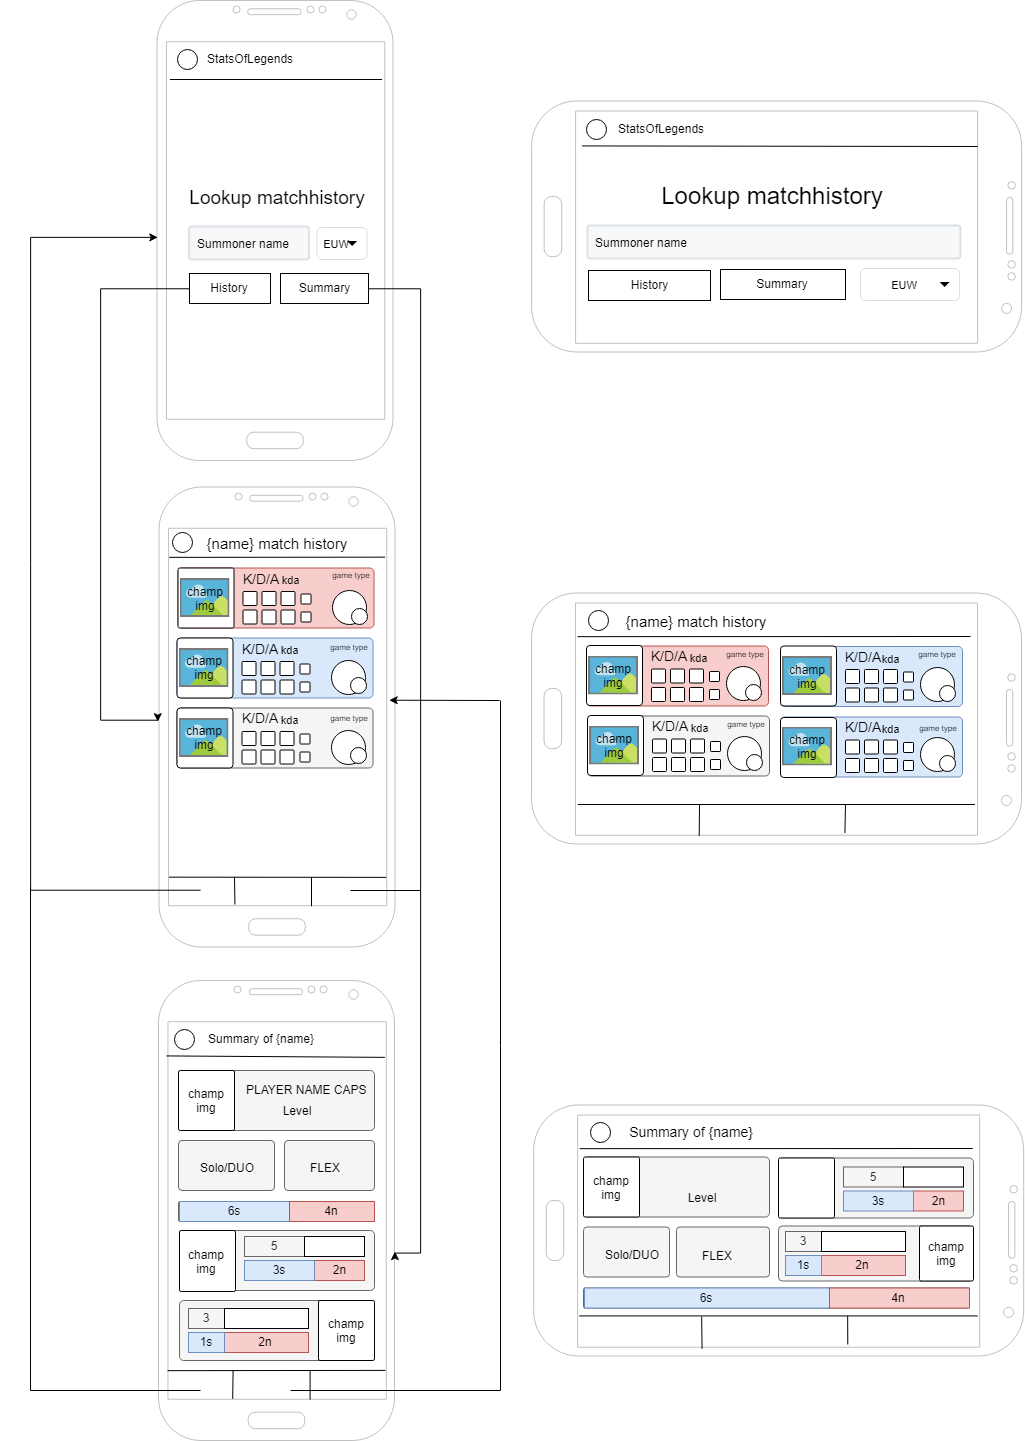 StatsOfLegends
Lookup matchhistory
Summoner name
EUW
History
Summary
StatsOfLegends
Lookup matchhistory
Summoner name
History
Summary
EUW
{name} match history
champ
img
K/D/A kda
game type
champ
img
K/D/A kda
game type
champ
img
K/D/A kda
game type
{name} match history
champ
img
K/D/A kda
game type
champ
img
K/D/A kda
game type
champ
img
K/D/A kda
game type
champ
img
K/D/A kda
game type
Summary of {name}
champ
img
PLAYER NAME CAPS
Level
Solo/DUO
FLEX
6s
4n
champ
img
5
3s
2n
3
1s
2n
champ
img
Summary of {name}
champ
img
Level
5
3s
2n
Solo/DUO
FLEX
3
1s
2n
champ
img
6s
4n